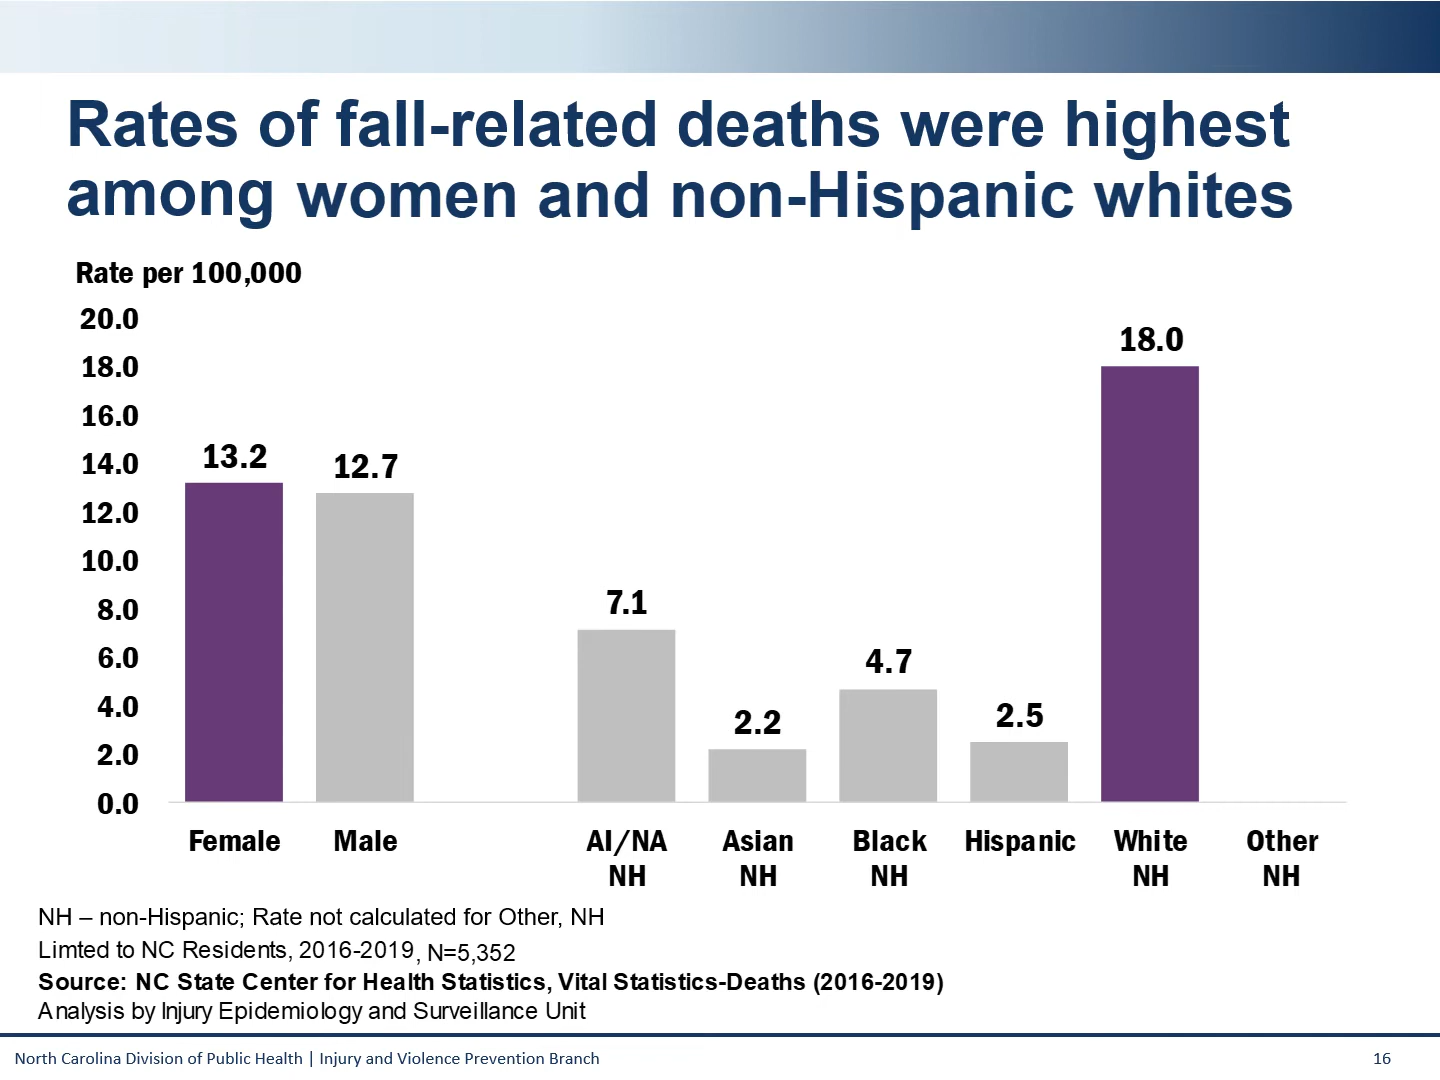 Rates of fall-related deaths were highest
among women and non-Hispanic whites
Rate per 100,000
20.0
18.0
16.0
14.0
12.0
10.0
8.0
6.0
4.0
2.0
0.0
13.2
12.7
7.1
2.2
4.7
2.5
18.0
Female Male AI/NA Asian Black Hispanic White Other
NH NH NH NH NH
NH – non-Hispanic; Rate not calculated for Other, NH
Limted to NC Residents, 2016-2019, N=5,352
Source: NC State Center for Health Statistics, Vital Statistics-Deaths (2016-2019)
Analysis by Injury Epidemiology and Surveillance Unit
North Carolina Division of Public Health | Injury and Violence Prevention Branch 16